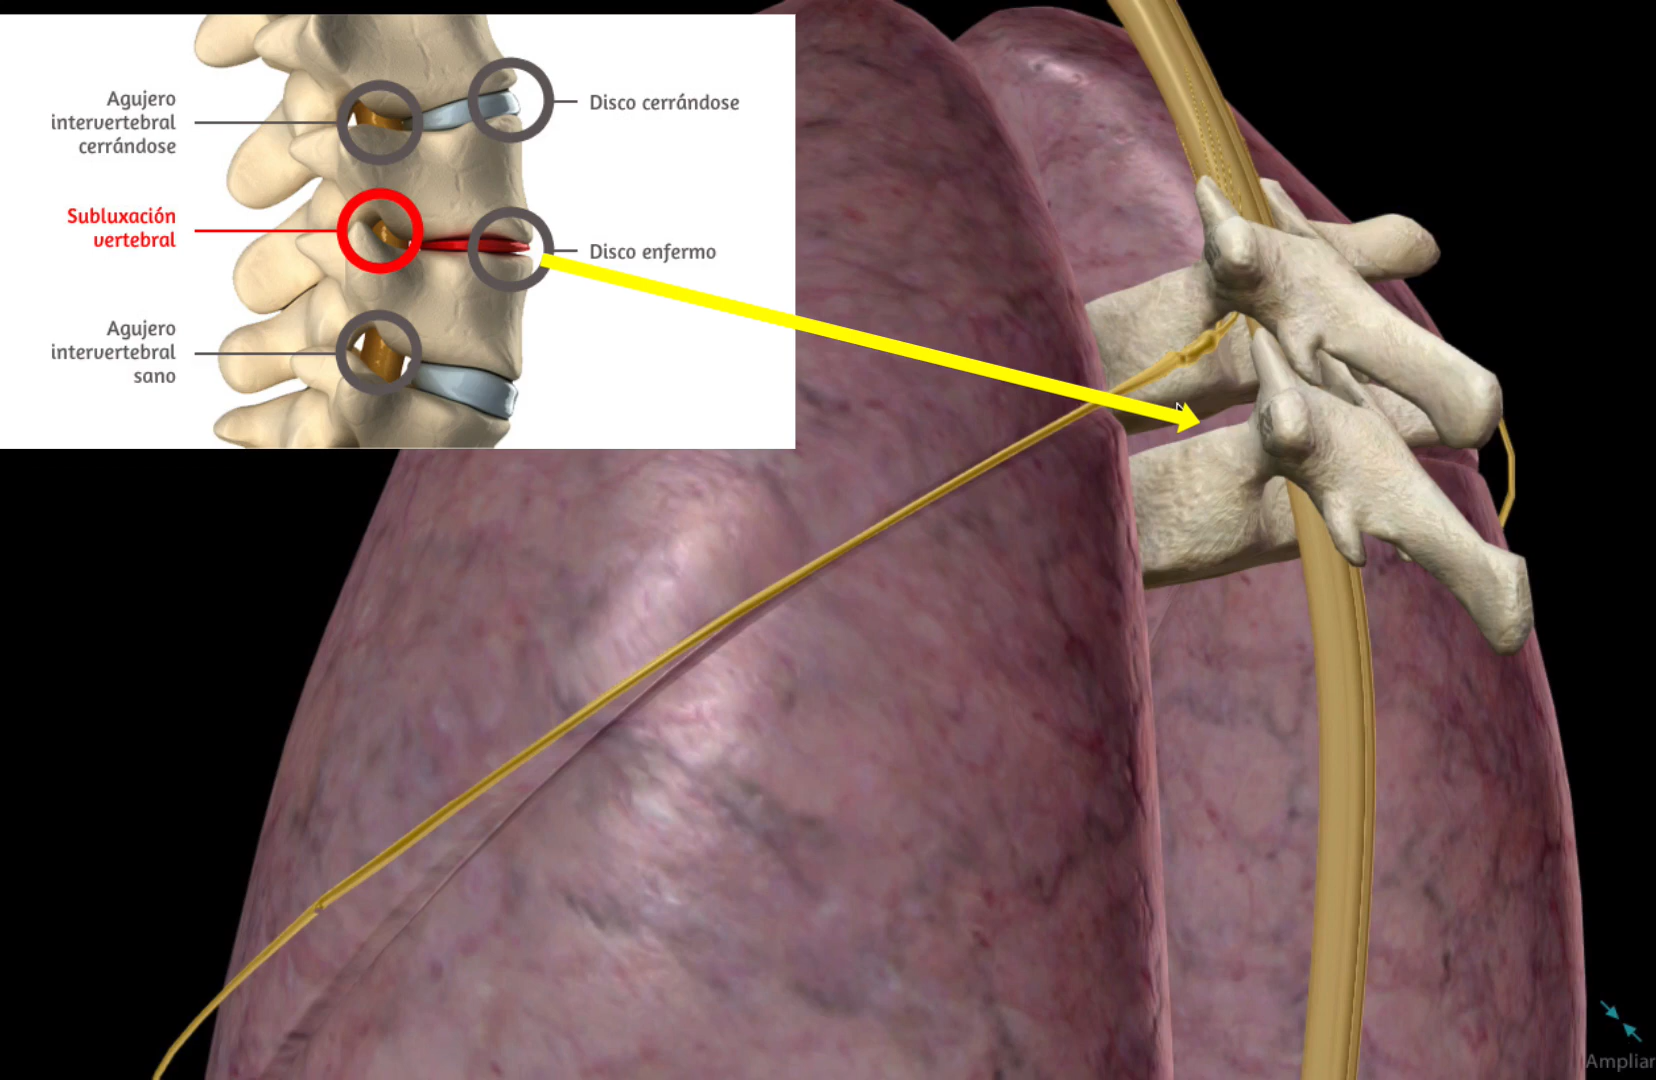 Agujero
intervertebral
cerrándose
Disco cerrándose
Subluxación
vertebral
Disco enfermo
Agujero
intervertebral
sano
Ampliar